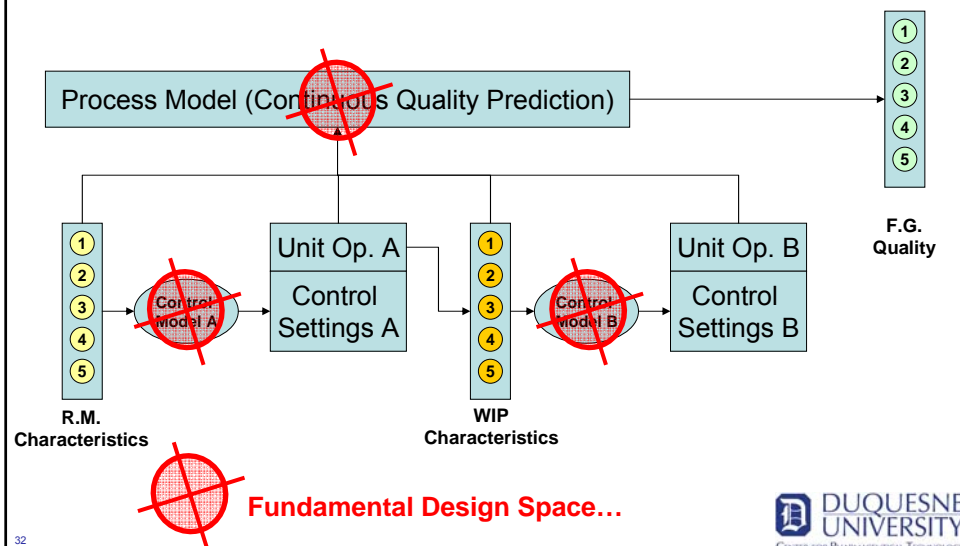 Process Model (Continuous Quality Prediction)
1
2
3
4
5
F.G.
Quality
1
2
3
4
5
R.M.
Characteristics
Control
Model A
Unit Op. A
Control
Settings A
1
2
3
4
5
WIP
Characteristics
Control
Model B
Unit Op. B
Control
Settings B
Fundamental Design Space…
32
D
DUQUESNE
UNIVERSITY